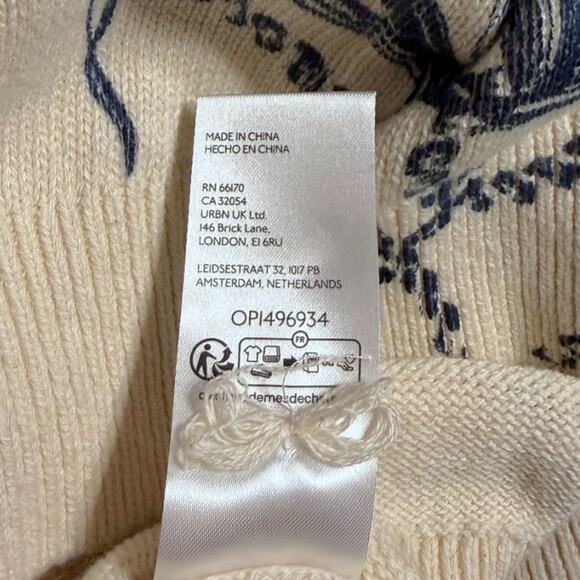 MADE IN CHINA
HECHO EN CHINA
RN 66170
CA 32054
URBN UK Ltd.
146 Brick Lane,
LONDON, E1 6RU
LEIDSESTRAAT 32, 1017 PB
AMSTERDAM, NETHERLANDS
OP1496934
FR